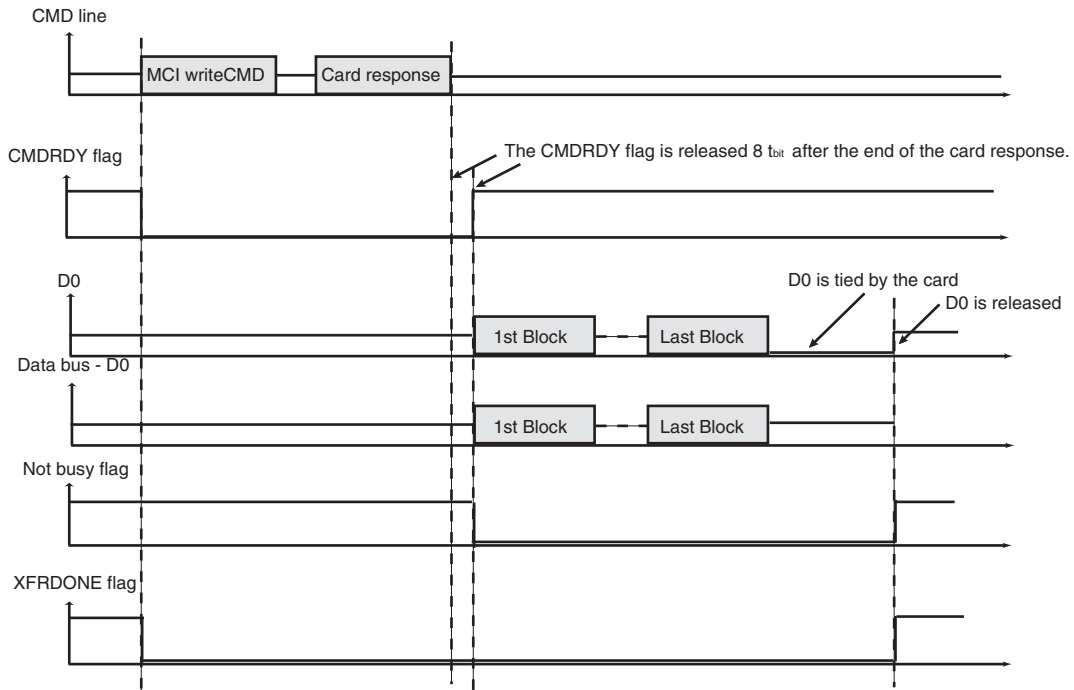 CMD line
MCI writeCMD
Card response
CMDRDY flag
The CMDRDY flag is released 8 tbit after the end of the card response.
D0
1st Block
Last Block
D0 is tied by the card
D0 is released
Data bus - D0
1st Block
Last Block
Not busy flag
XFRDONE flag